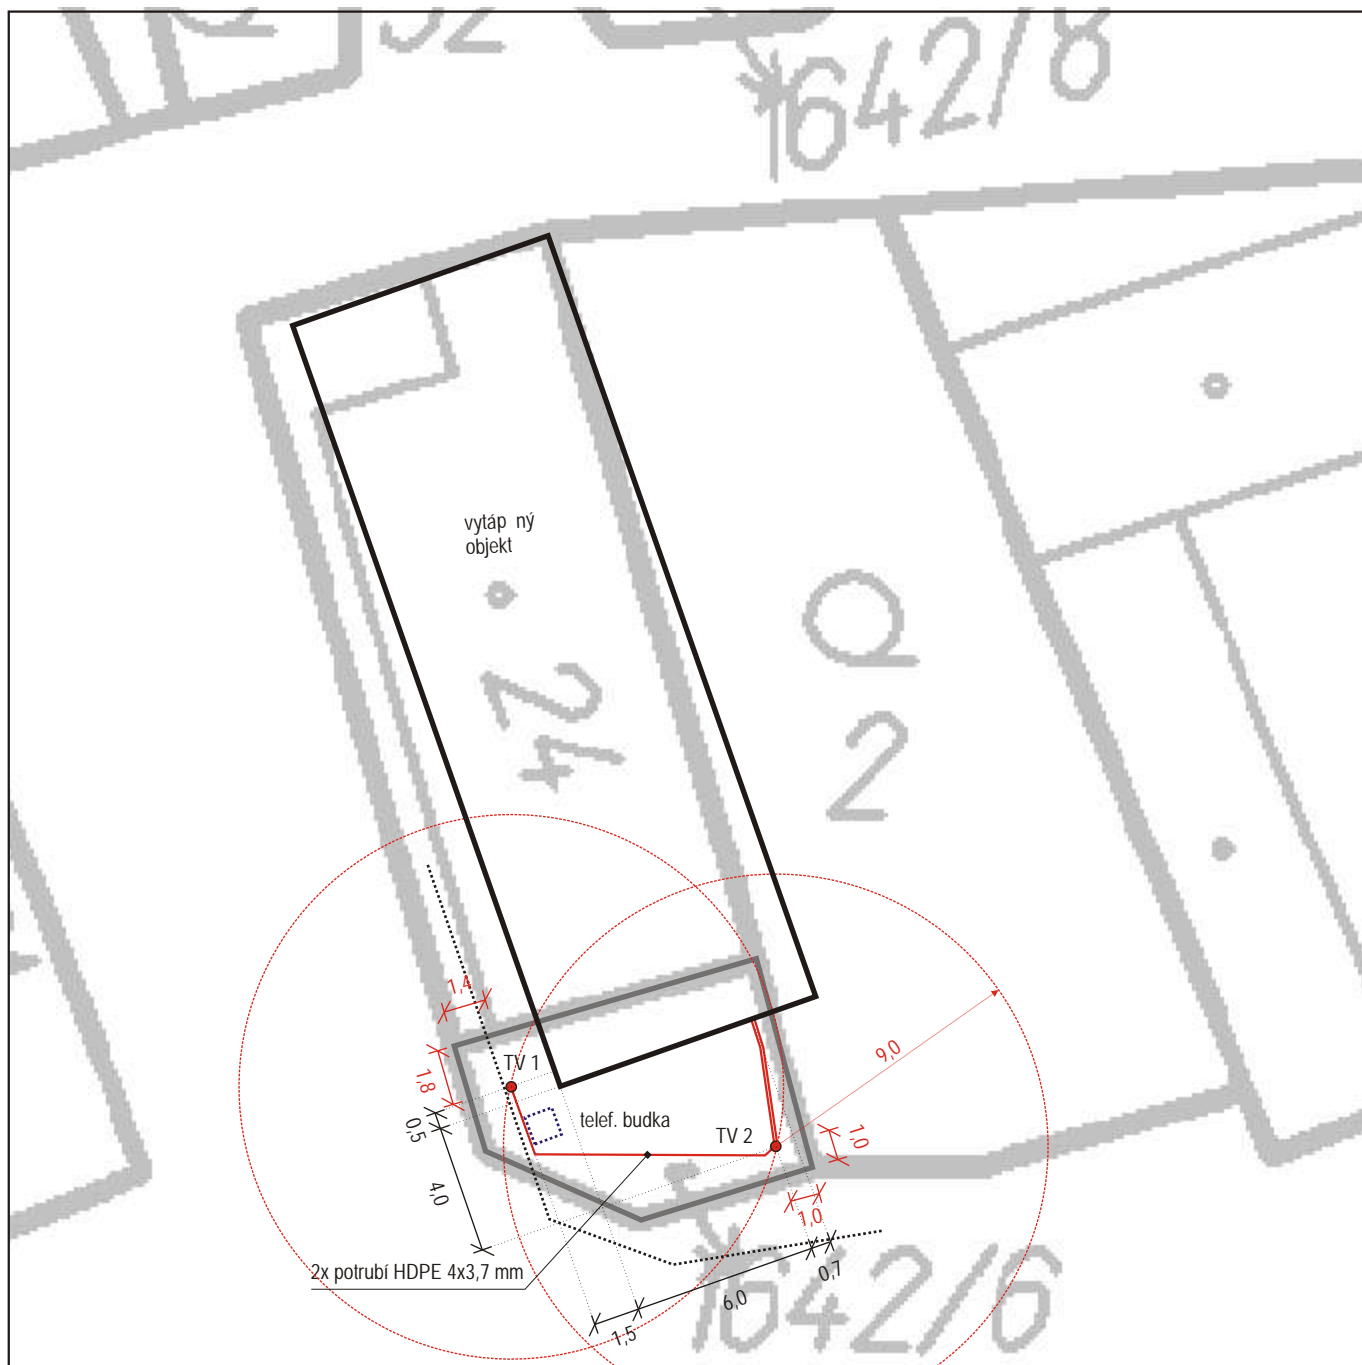 642/8
vytáp ný
objekt
24
2
1,4
9,0
TV 1
1,8
telef. budka
0,5
TV 2
1,0
4,0
1,0
2x potrubí HDPE 4x3,7 mm
0,7
6,0
1,5
642/6